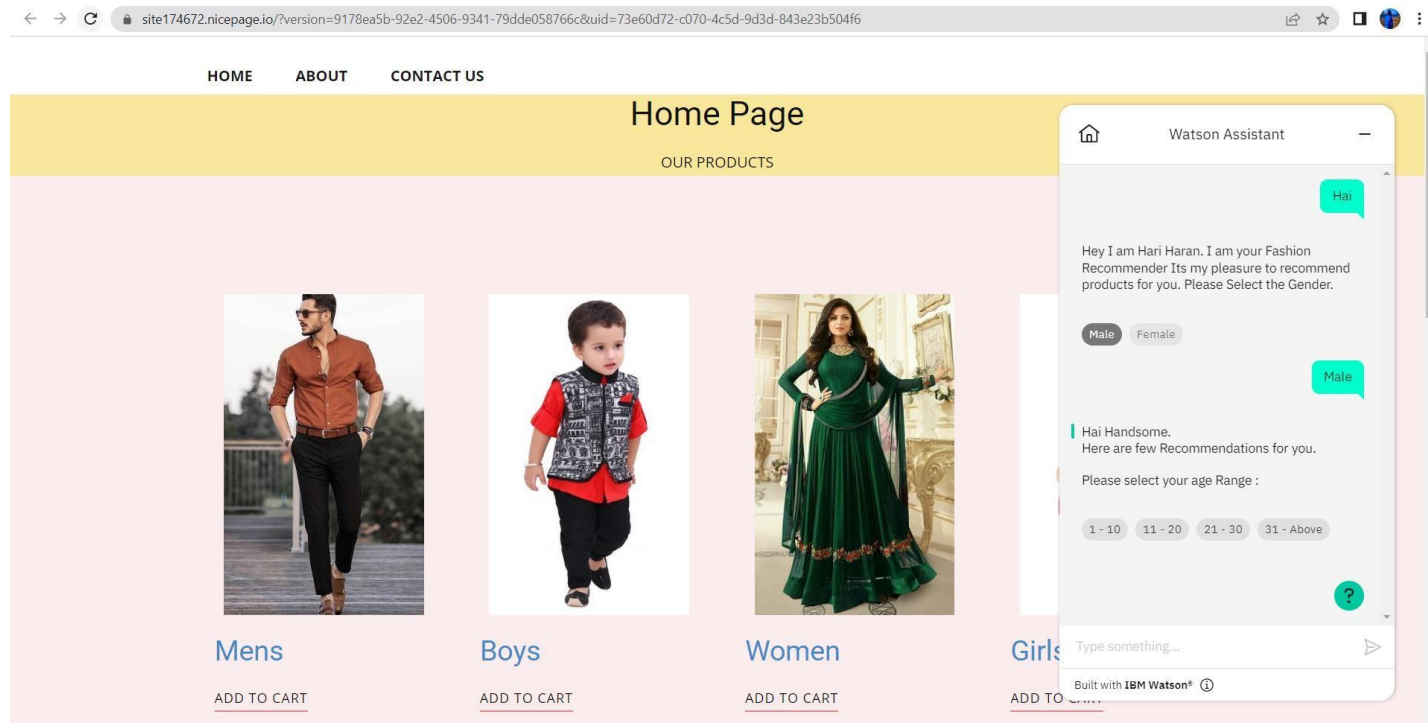 site174672.nicepage.io/?version=9178ea5b-92e2-4506-9341-79dde058766c&uid=73e60d72-c070-4c5d-9d3d-843e23b504f6
HOME ABOUT CONTACT US
Home Page
OUR PRODUCTS
Mens Boys Women Girls
ADD TO CART ADD TO CART ADD TO CART ADD TO CART
Watson Assistant
Hai
Hey I am Hari Haran. I am your Fashion
Recommender Its my pleasure to recommend
products for you. Please Select the Gender.
Male Female
Male
Hai Handsome.
Here are few Recommendations for you.
Please select your age Range :
1 - 10 11 - 20 21 - 30 31 - Above
?
Type something...
Built with IBM Watson®